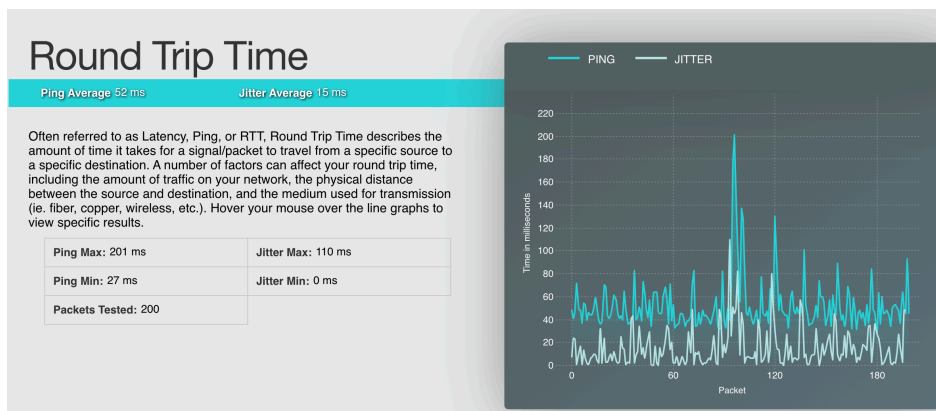 Round Trip Time
Ping Average 52 ms
Jitter Average 15 ms
Often referred to as Latency, Ping, or RTT, Round Trip Time describes the
amount of time it takes for a signal/packet to travel from a specific source to
a specific destination. A number of factors can affect your round trip time,
including the amount of traffic on your network, the physical distance
between the source and destination, and the medium used for transmission
(ie. fiber, copper, wireless, etc.). Hover your mouse over the line graphs to
view specific results.
Ping Max: 201 ms
Jitter Max: 110 ms
Ping Min: 27 ms
Jitter Min: 0 ms
Packets Tested: 200
PING
JITTER
Time in milliseconds
220
200
180
160
140
120
100
80
60
40
20
0
0
60
120
180
Packet